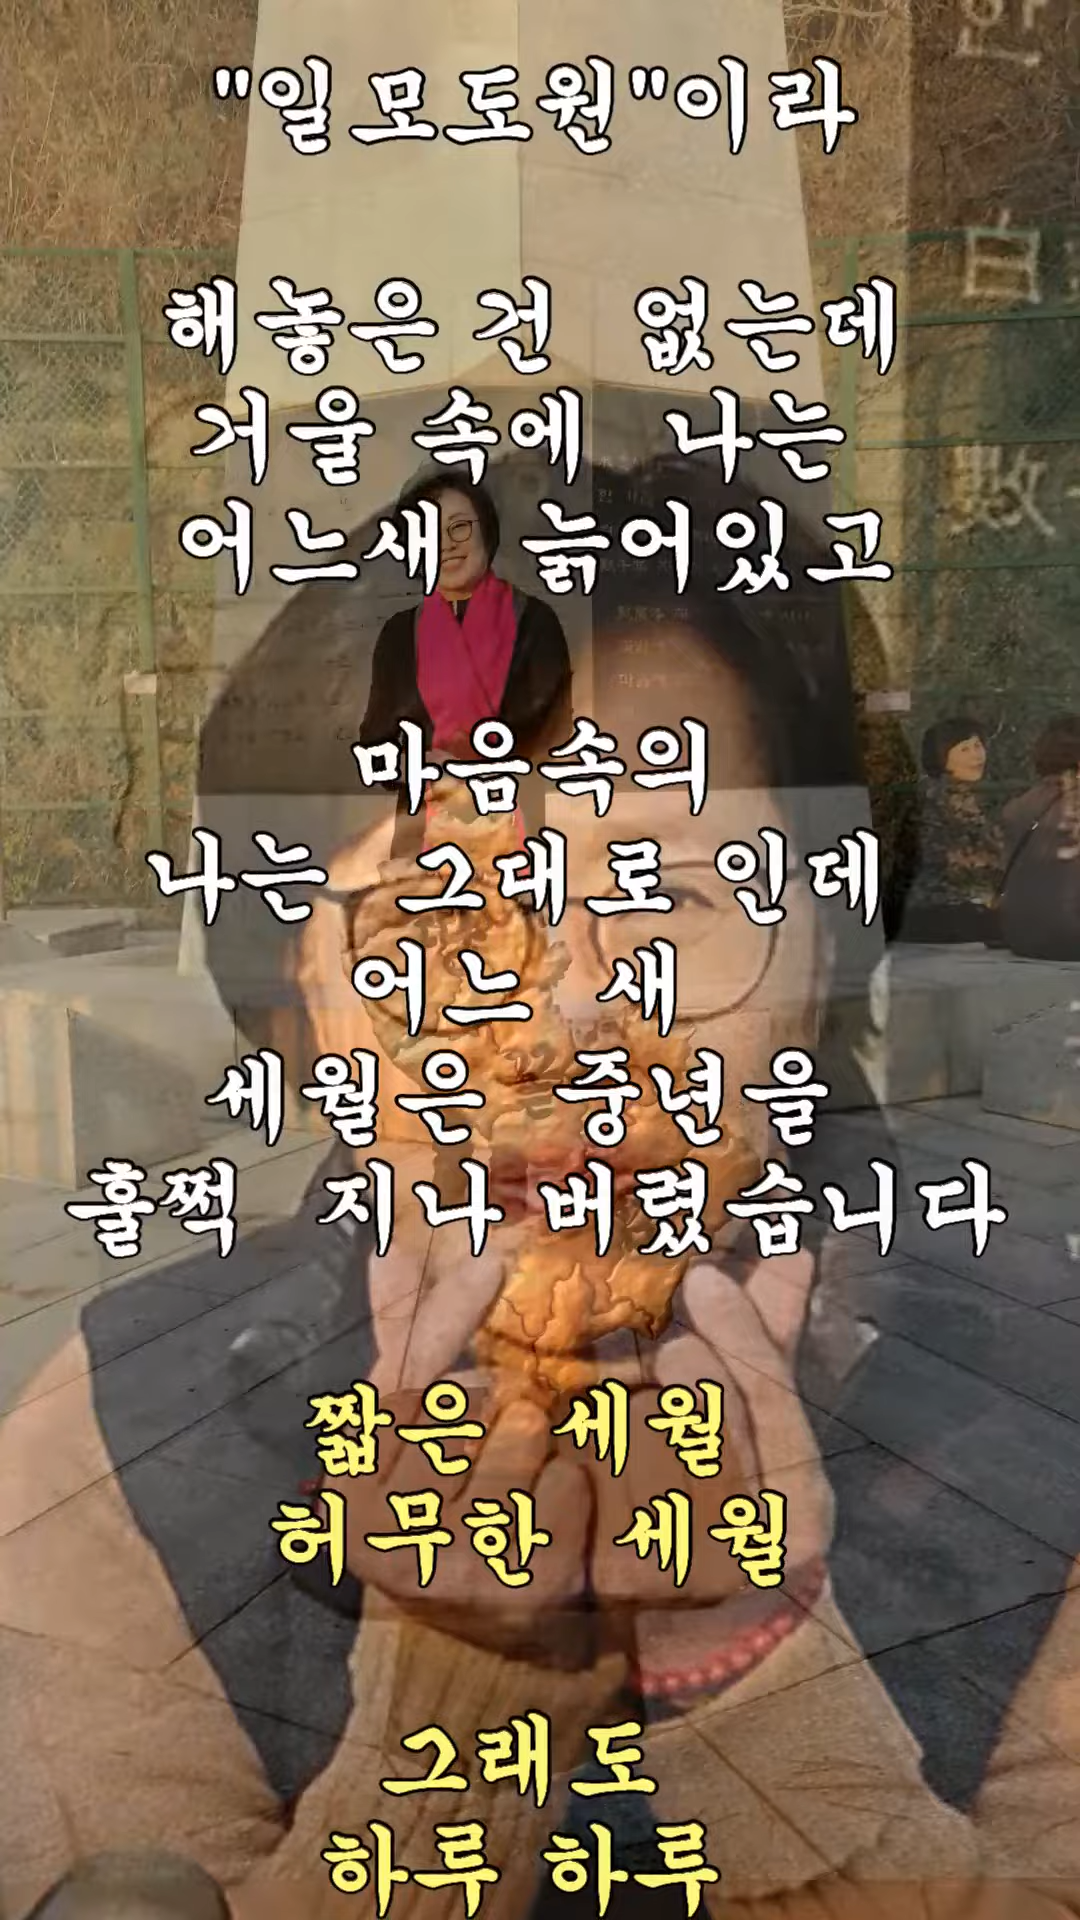 "일모도원"이라
해놓은 건 없는데
거울 속에 나는
어느새 늙어있고
마음속의
나는 그대로 인데
어느 새
세월은 중년을
훌쩍 지나 버렸습니다
짧은 세월
허무한 세월
그래도
하루 하루
白
數